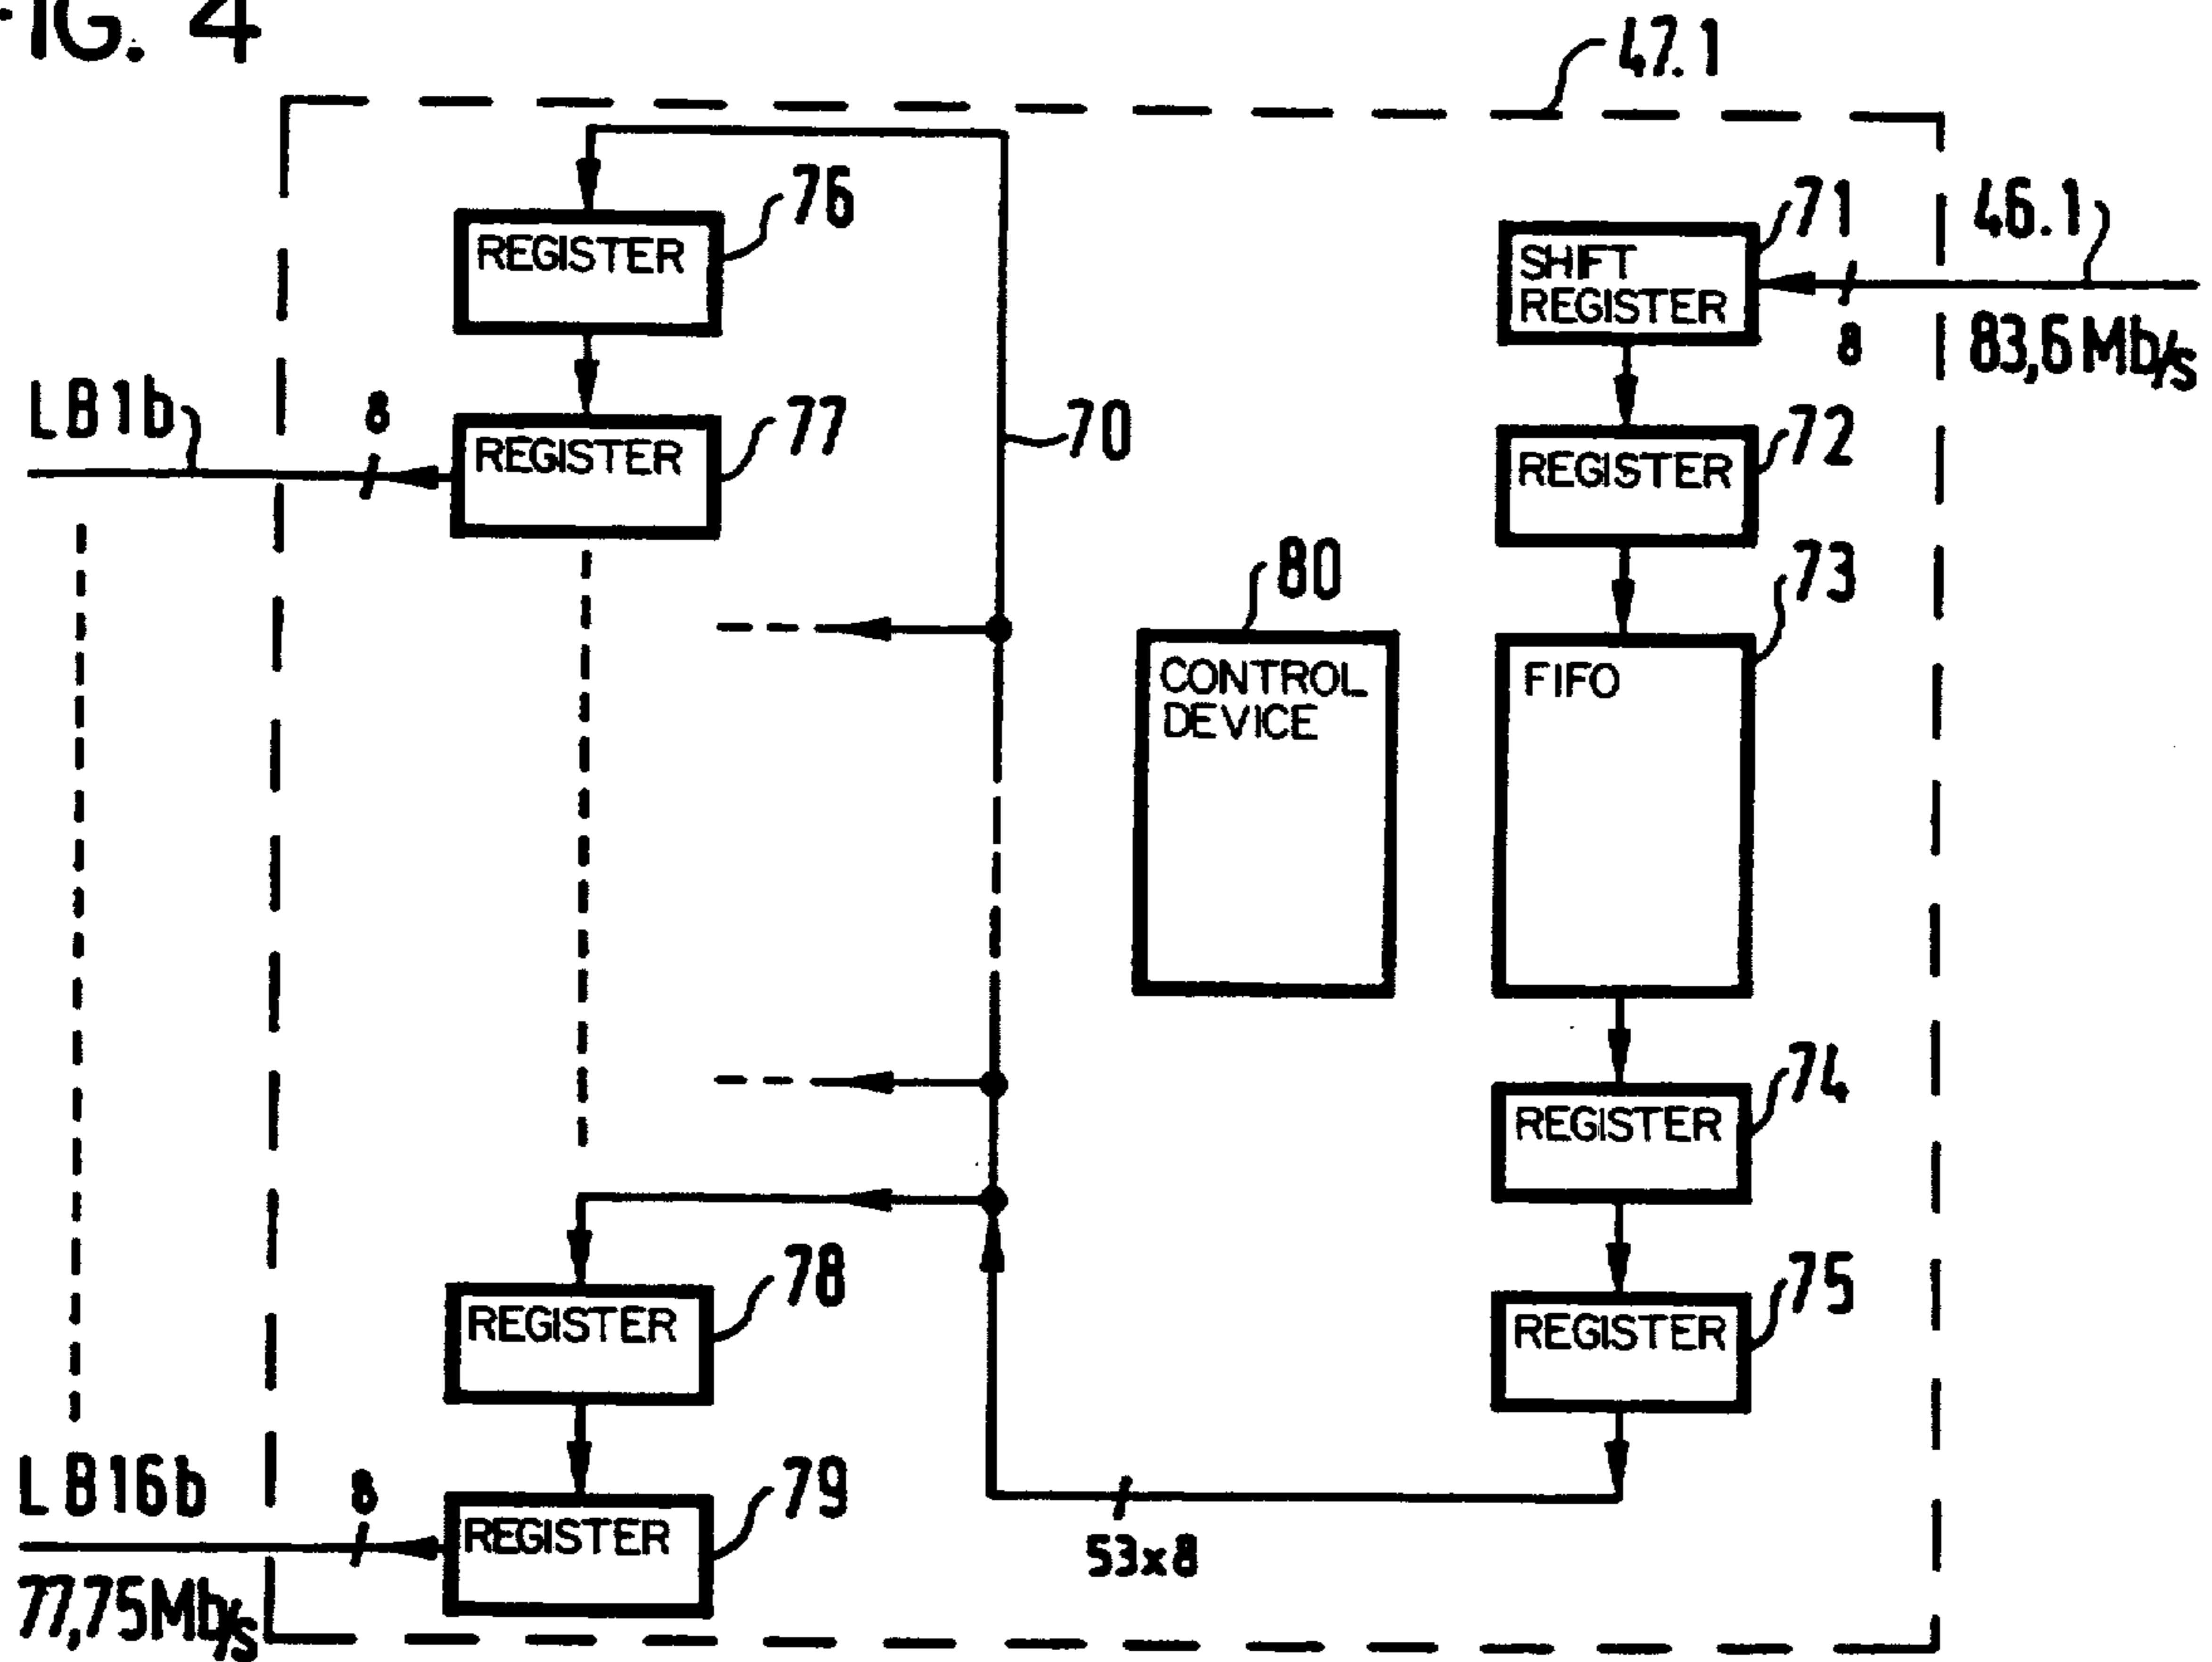 FIG. 4
47.1
76
REGISTER
71
SHIFT
REGISTER
46.1
8
83,6 Mb/s
LB1b
8
77
REGISTER
70
72
REGISTER
80
CONTROL
DEVICE
73
FIFO
74
REGISTER
78
REGISTER
75
REGISTER
LB16b
8
79
REGISTER
53x8
77,75Mb/s